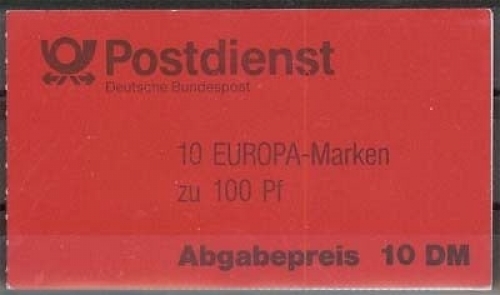 Postdienst
Deutsche Bundespost
10 EUROPA-Marken
zu 100 Pf
Abgabepreis 10 DM